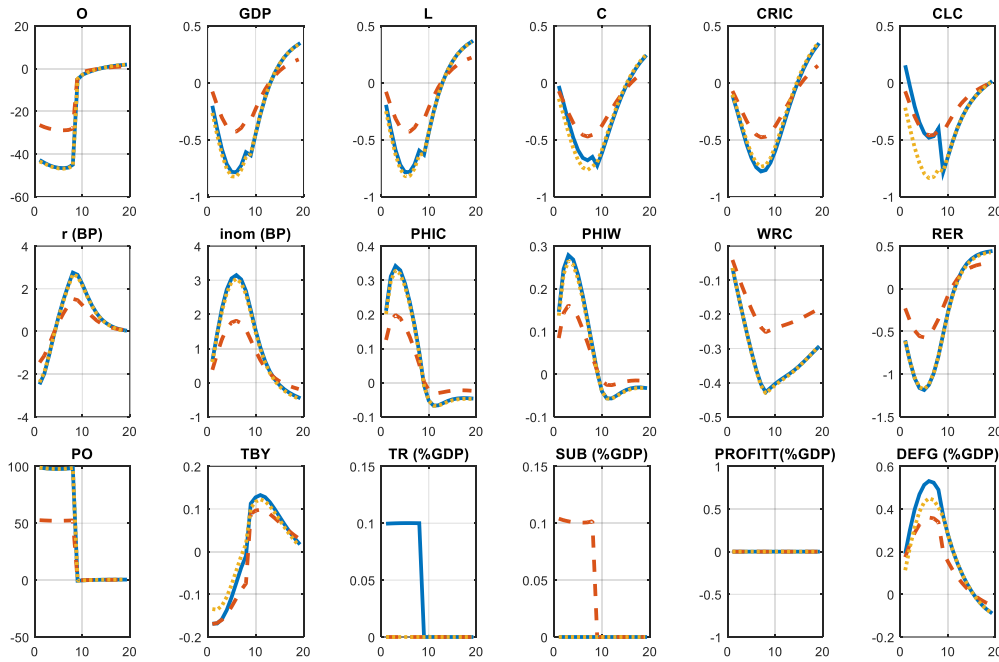 O GDP L C CRIC CLC
20 0.5 0.5 0.5 0.5 0.5
0 0 0 0 0 0
-20
-0.5 -0.5 -0.5 -0.5 -0.5
-40
-60 -1 -1 -1 -1 -1
0 10 20 0 10 20 0 10 20 0 10 20 0 10 20 0 10 20
r (BP) inom (BP) PHIC PHIW WRC RER
4 4 0.4 0.3 0 0.5
3 0.3 -0.1 0
2 0.2
2 0.2 -0.2 -0.5
0 0.1
1 0.1 -0.3
-2 0 -1
0 0 -0.4
-4 -1 -0.1 -0.1 -0.5 -1.5
0 10 20 0 10 20 0 10 20 0 10 20 0 10 20 0 10 20
PO TBY TR (%GDP) SUB (%GDP) PROFITT(%GDP) DEFG (%GDP)
100 0.2 0.15 0.15 1 0.6
0.1 0.5 0.4
50 0.1 0.1
0 0 0.2
0 0.05 0.05
-0.1 -0.5 0
-50 -0.2 0 0 -1 -0.2
0 10 20 0 10 20 0 10 20 0 10 20 0 10 20 0 10 20